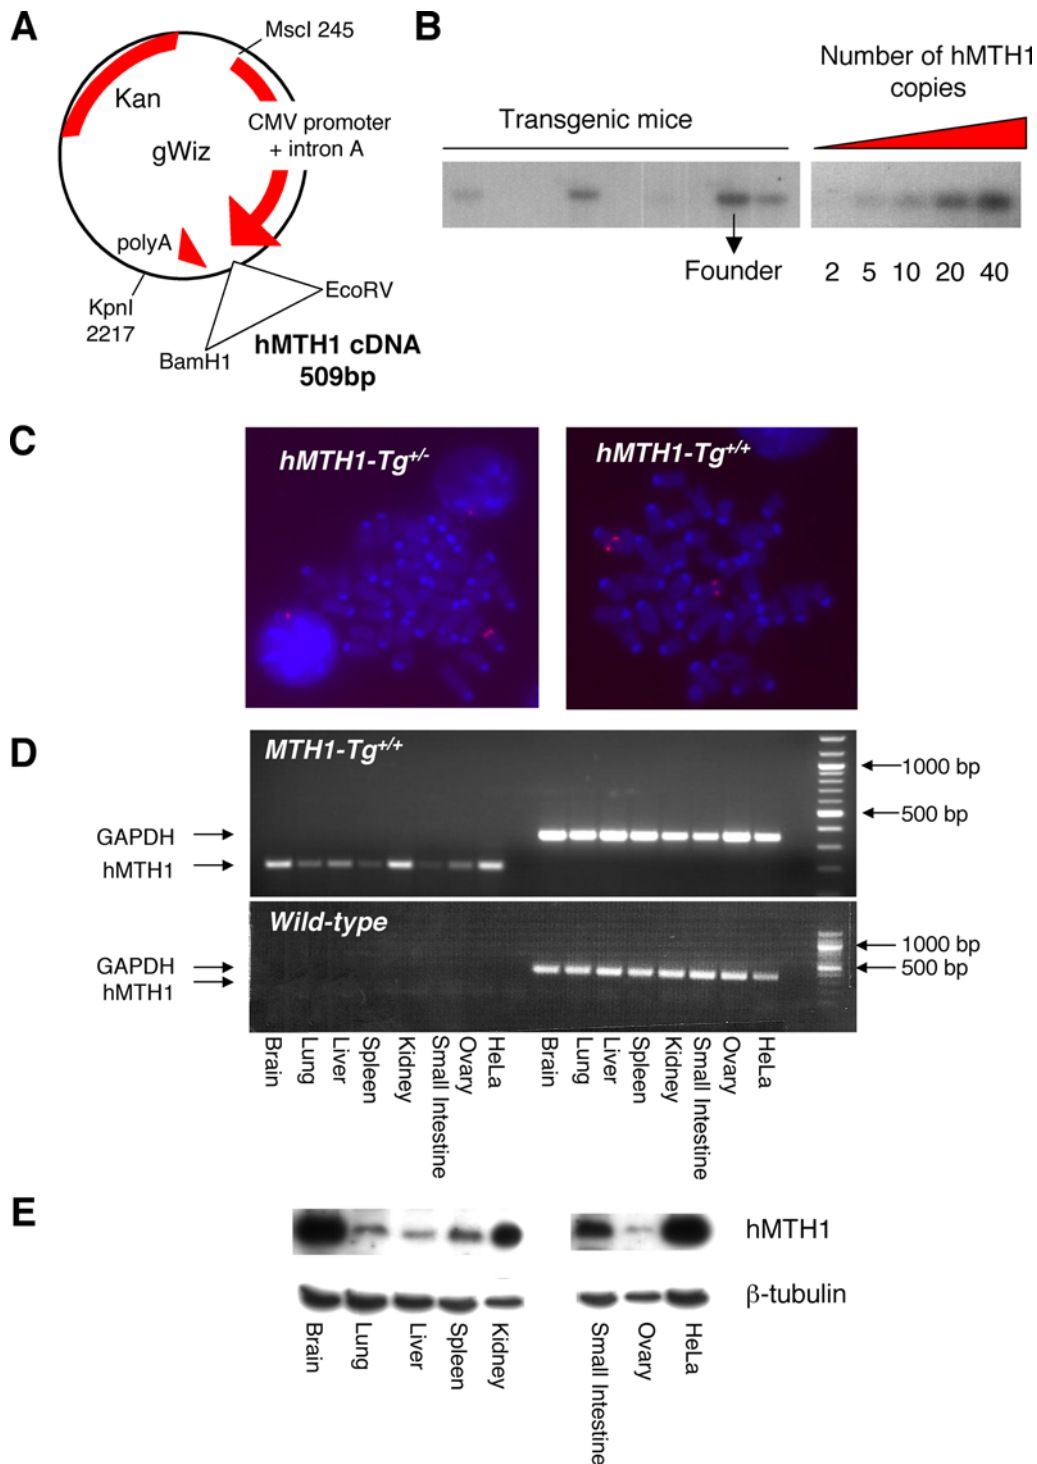 A
MscI 245
Kan
CMV promoter
+ intron A
gWiz
polyA
KpnI
2217
EcoRV
BamH1
hMTH1 cDNA
509bp
B
Transgenic mice
Number of hMTH1
copies
Founder
2 5 10 20 40
C
hMTH1-Tg+/-
hMTH1-Tg+/+
D
MTH1-Tg+/+
GAPDH
hMTH1
1000 bp
500 bp
Wild-type
GAPDH
hMTH1
1000 bp
500 bp
Brain
Lung
Liver
Spleen
Kidney
Small Intestine
Ovary
HeLa
Brain
Lung
Liver
Spleen
Kidney
Small Intestine
Ovary
HeLa
E
hMTH1
β-tubulin
Brain
Lung
Liver
Spleen
Kidney
Small Intestine
Ovary
HeLa